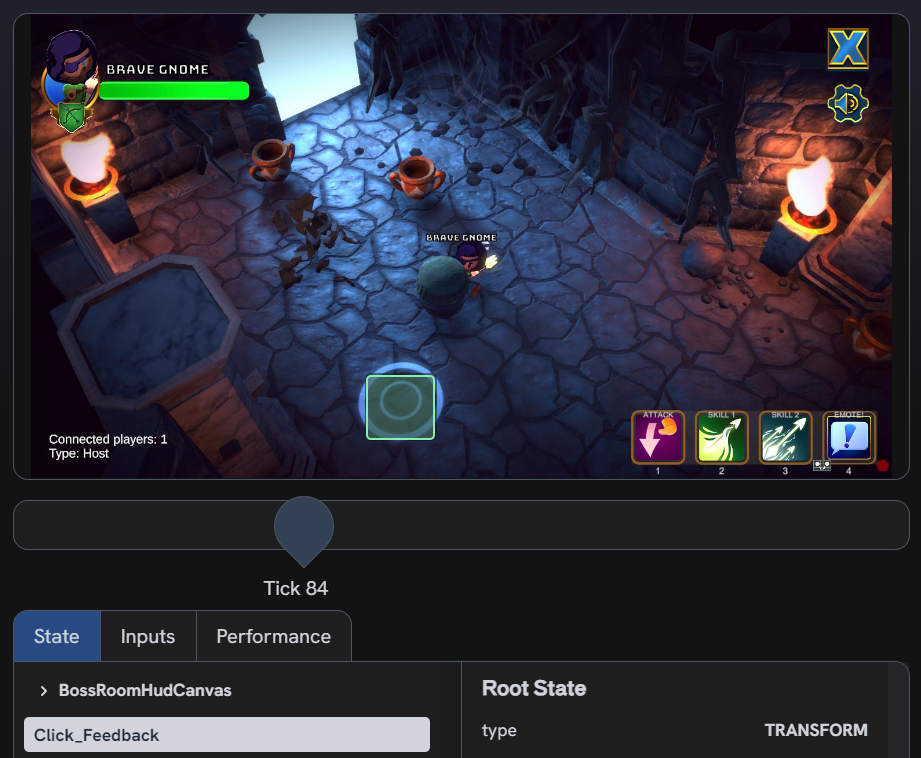 BRAVE GNOME
BRAVE GNOME
Connected players: 1
Type: Host
ATTACK
SKILL 1
SKILL 2
EMOTE!
1
2
3
4
Tick 84
State
Inputs
Performance
BossRoomHudCanvas
Root State
Click_Feedback
type
TRANSFORM